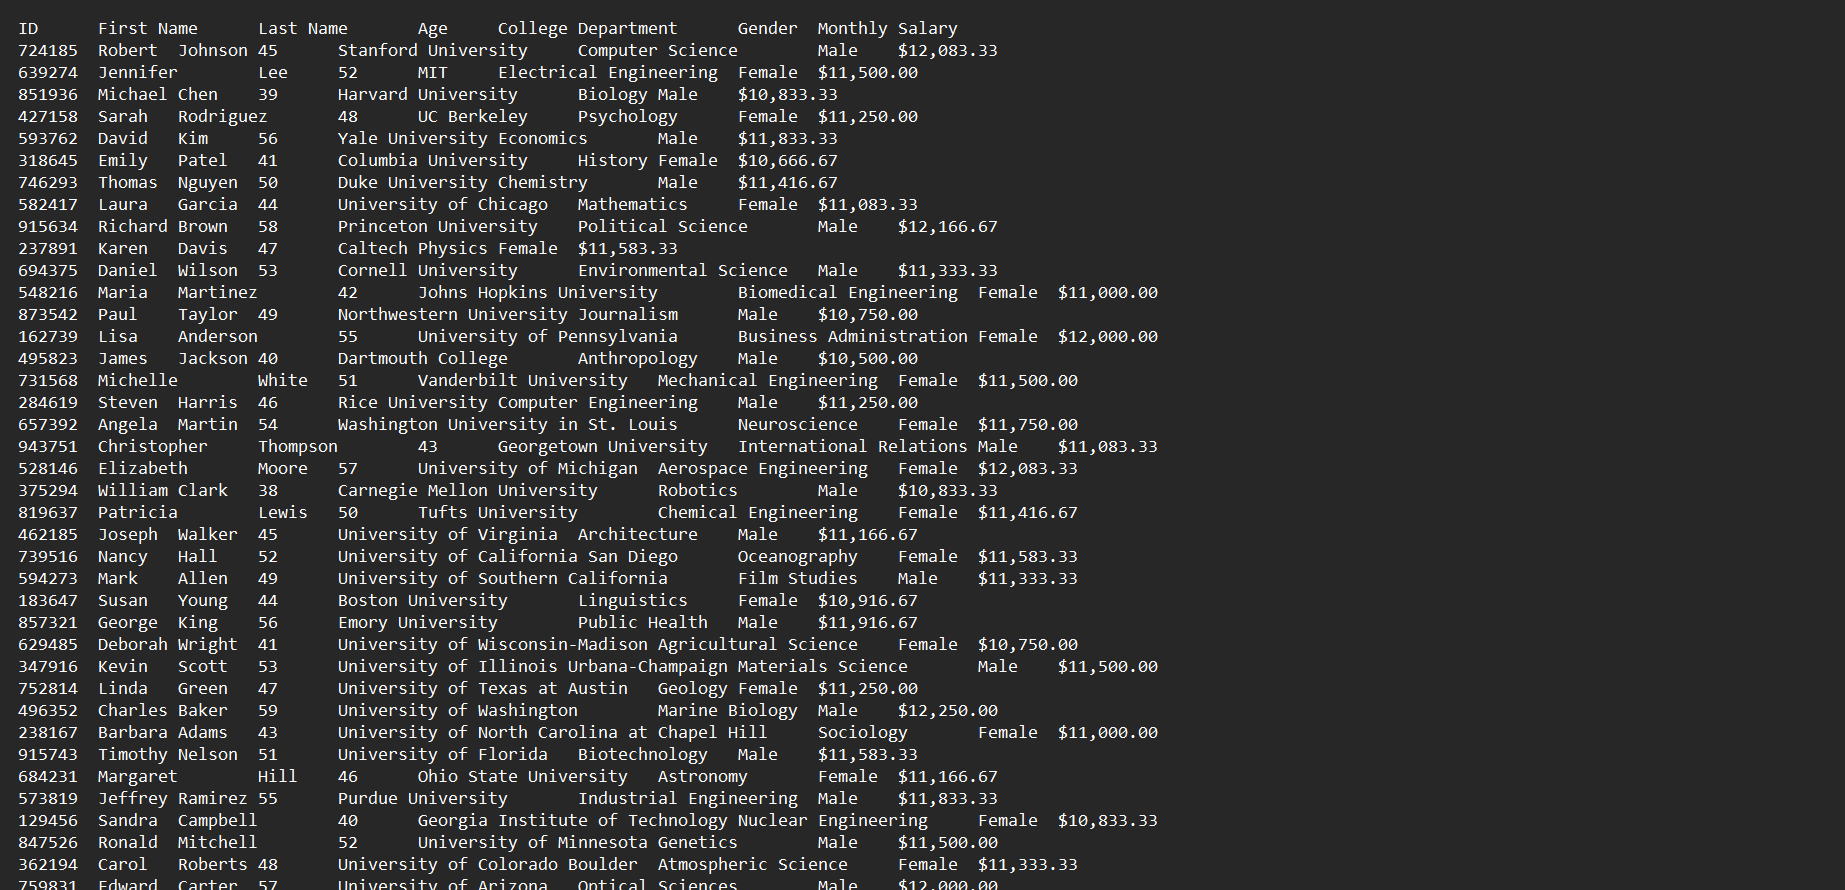 ID First Name Last Name Age College Department Gender Monthly Salary
724185 Robert Johnson 45 Stanford University Computer Science Male $12,083.33
639274 Jennifer Lee 52 MIT Electrical Engineering Female $11,500.00
851936 Michael Chen 39 Harvard University Biology Male $10,833.33
427158 Sarah Rodriguez 48 UC Berkeley Psychology Female $11,250.00
593762 David Kim 56 Yale University Economics Male $11,833.33
318645 Emily Patel 41 Columbia University History Female $10,666.67
746293 Thomas Nguyen 50 Duke University Chemistry Male $11,416.67
582417 Laura Garcia 44 University of Chicago Mathematics Female $11,083.33
915634 Richard Brown 58 Princeton University Political Science Male $12,166.67
237891 Karen Davis 47 Caltech Physics Female $11,583.33
694375 Daniel Wilson 53 Cornell University Environmental Science Male $11,333.33
548216 Maria Martinez 42 Johns Hopkins University Biomedical Engineering Female $11,000.00
873542 Paul Taylor 49 Northwestern University Journalism Male $10,750.00
162739 Lisa Anderson 55 University of Pennsylvania Business Administration Female $12,000.00
495823 James Jackson 40 Dartmouth College Anthropology Male $10,500.00
731568 Michelle White 51 Vanderbilt University Mechanical Engineering Female $11,500.00
284619 Steven Harris 46 Rice University Computer Engineering Male $11,250.00
657392 Angela Martin 54 Washington University in St. Louis Neuroscience Female $11,750.00
943751 Christopher Thompson 43 Georgetown University International Relations Male $11,083.33
528146 Elizabeth Moore 57 University of Michigan Aerospace Engineering Female $12,083.33
375294 William Clark 38 Carnegie Mellon University Robotics Male $10,833.33
819637 Patricia Lewis 50 Tufts University Chemical Engineering Female $11,416.67
462185 Joseph Walker 45 University of Virginia Architecture Male $11,166.67
739516 Nancy Hall 52 University of California San Diego Oceanography Female $11,583.33
594273 Mark Allen 49 University of Southern California Film Studies Male $11,333.33
183647 Susan Young 44 Boston University Linguistics Female $10,916.67
857321 George King 56 Emory University Public Health Male $11,916.67
629485 Deborah Wright 41 University of Wisconsin-Madison Agricultural Science Female $10,750.00
347916 Kevin Scott 53 University of Illinois Urbana-Champaign Materials Science Male $11,500.00
752814 Linda Green 47 University of Texas at Austin Geology Female $11,250.00
496352 Charles Baker 59 University of Washington Marine Biology Male $12,250.00
238167 Barbara Adams 43 University of North Carolina at Chapel Hill Sociology Female $11,000.00
915743 Timothy Nelson 51 University of Florida Biotechnology Male $11,583.33
684231 Margaret Hill 46 Ohio State University Astronomy Female $11,166.67
573819 Jeffrey Ramirez 55 Purdue University Industrial Engineering Male $11,833.33
129456 Sandra Campbell 40 Georgia Institute of Technology Nuclear Engineering Female $10,833.33
847526 Ronald Mitchell 52 University of Minnesota Genetics Male $11,500.00
362194 Carol Roberts 48 University of Colorado Boulder Atmospheric Science Female $11,333.33
759831 Edward Carter 57 University of Arizona Optical Sciences Male $12,000.00